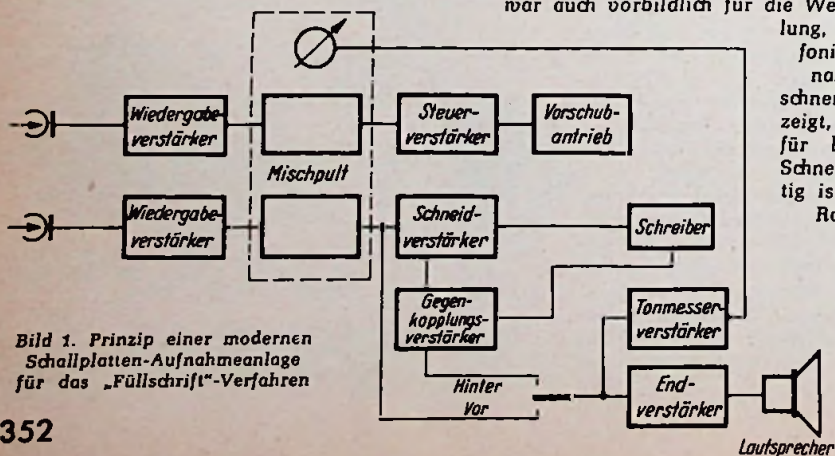 war auch vorbildlich für die We
lung,
foni
na
schne
zeigt,
für
Schne
tig is
Wiedergabe-
verstärker
Steuer-
verstärker
Vorschub-
antrieb
Mischpult
Wiedergabe-
verstärker
Schneid-
verstärker
Schreiber
Gegen-
kopplungs-
verstärker
Tonmesser-
verstärker
Hinter
Vor
End-
verstärker
Lautsprecher
Bild 1. Prinzip einer modernen
Schallplatten-Aufnahmeanlage
für das „Füllschrift"-Verfahren
352